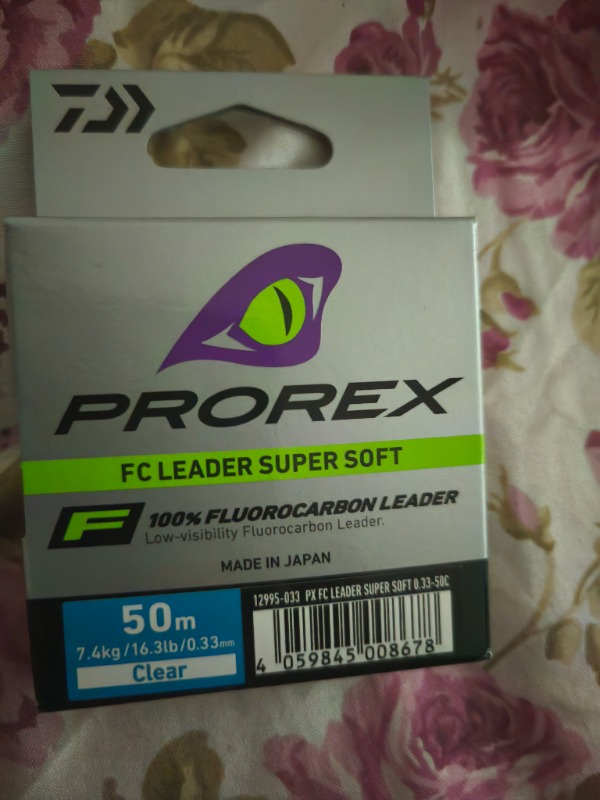 PROREX
FC LEADER SUPER SOFT
F 100% FLUOROCARBON LEADER
Low-visibility Fluorocarbon Leader.
MADE IN JAPAN
50m
7.4kg/16.3lb/0.33mm
Clear
12995-033 PX FC LEADER SUPER SOFT 0.33-50C
4 059845 008678